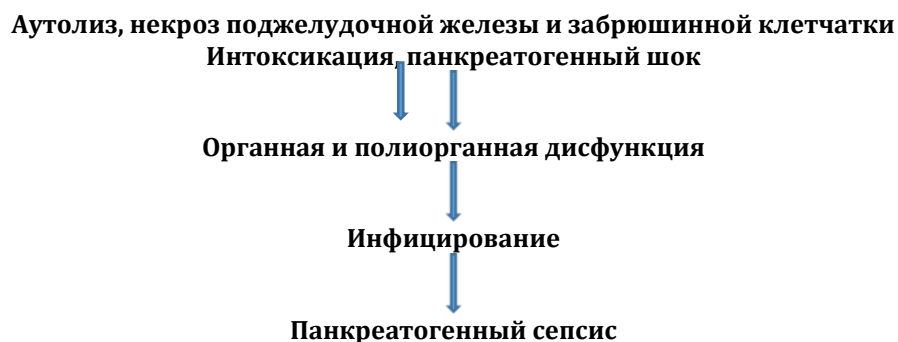 Аутолиз, некроз поджелудочной железы и забрюшинной клетчатки
Интоксикация, панкреатогенный шок
Органная и полиорганная дисфункция
Инфицирование
Панкреатогенный сепсис